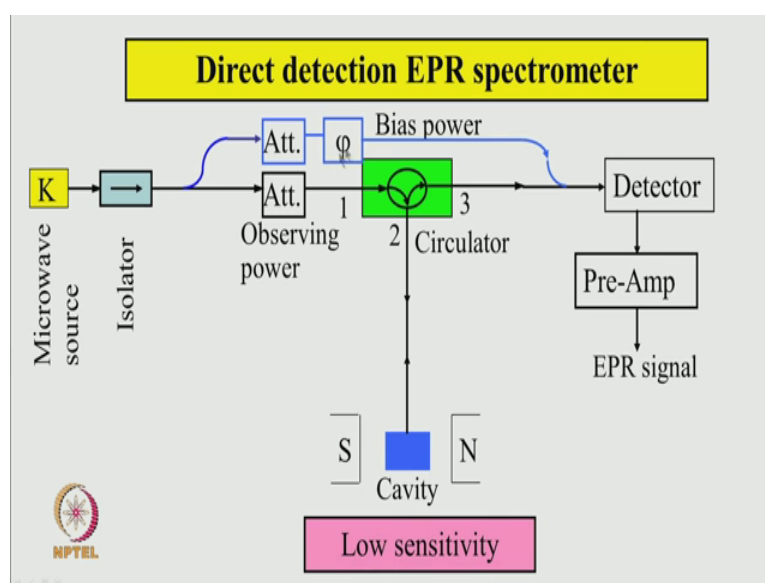 Direct detection EPR spectrometer
Bias power
Att.
φ
K
Att.
1
3
Detector
Observing
power
2
Circulator
Microwave
source
Isolator
Pre-Amp
EPR signal
S
N
Cavity
NPTEL
Low sensitivity